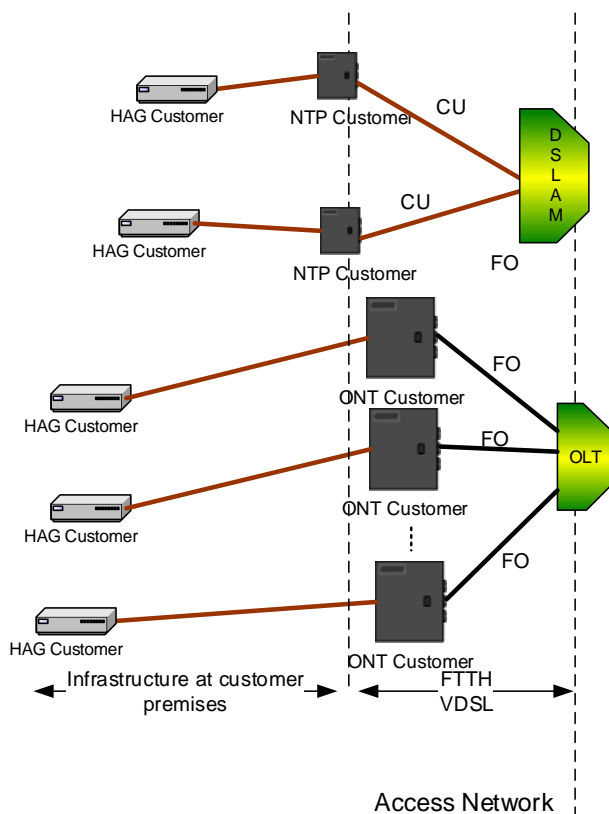 HAG Customer
NTP Customer
CU
DSLAM
HAG Customer
NTP Customer
CU
FO
HAG Customer
ONT Customer
FO
HAG Customer
ONT Customer
FO
OLT
HAG Customer
ONT Customer
FO
Infrastructure at customer
premises
FTTH
VDSL
Access Network